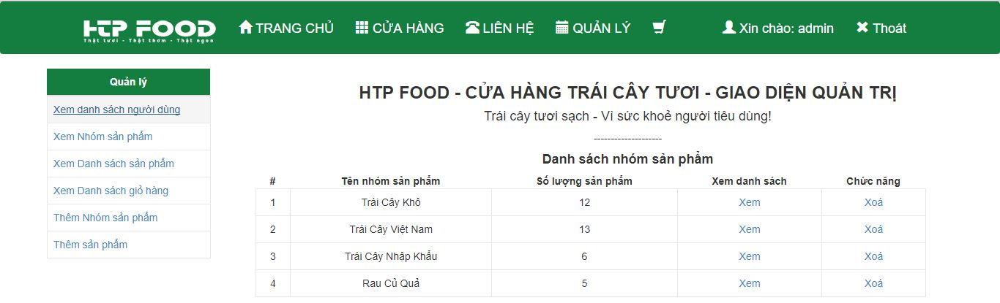 HTP FOOD
Thật tươi - Thật thơm - Thật ngon
TRANG CHỦ CỬA HÀNG LIÊN HỆ QUẢN LÝ Xin chào: admin Thoát
Quản lý
Xem danh sách người dùng
Xem Nhóm sản phẩm
Xem Danh sách sản phẩm
Xem Danh sách giỏ hàng
Thêm Nhóm sản phẩm
Thêm sản phẩm
HTP FOOD - CỬA HÀNG TRÁI CÂY TƯƠI - GIAO DIỆN QUẢN TRỊ
Trái cây tươi sạch - Vì sức khoẻ người tiêu dùng!
--------------------
Danh sách nhóm sản phẩm
# Tên nhóm sản phẩm Số lượng sản phẩm Xem danh sách Chức năng
1 Trái Cây Khô 12 Xem Xoá
2 Trái Cây Việt Nam 13 Xem Xoá
3 Trái Cây Nhập Khẩu 6 Xem Xoá
4 Rau Củ Quả 5 Xem Xoá